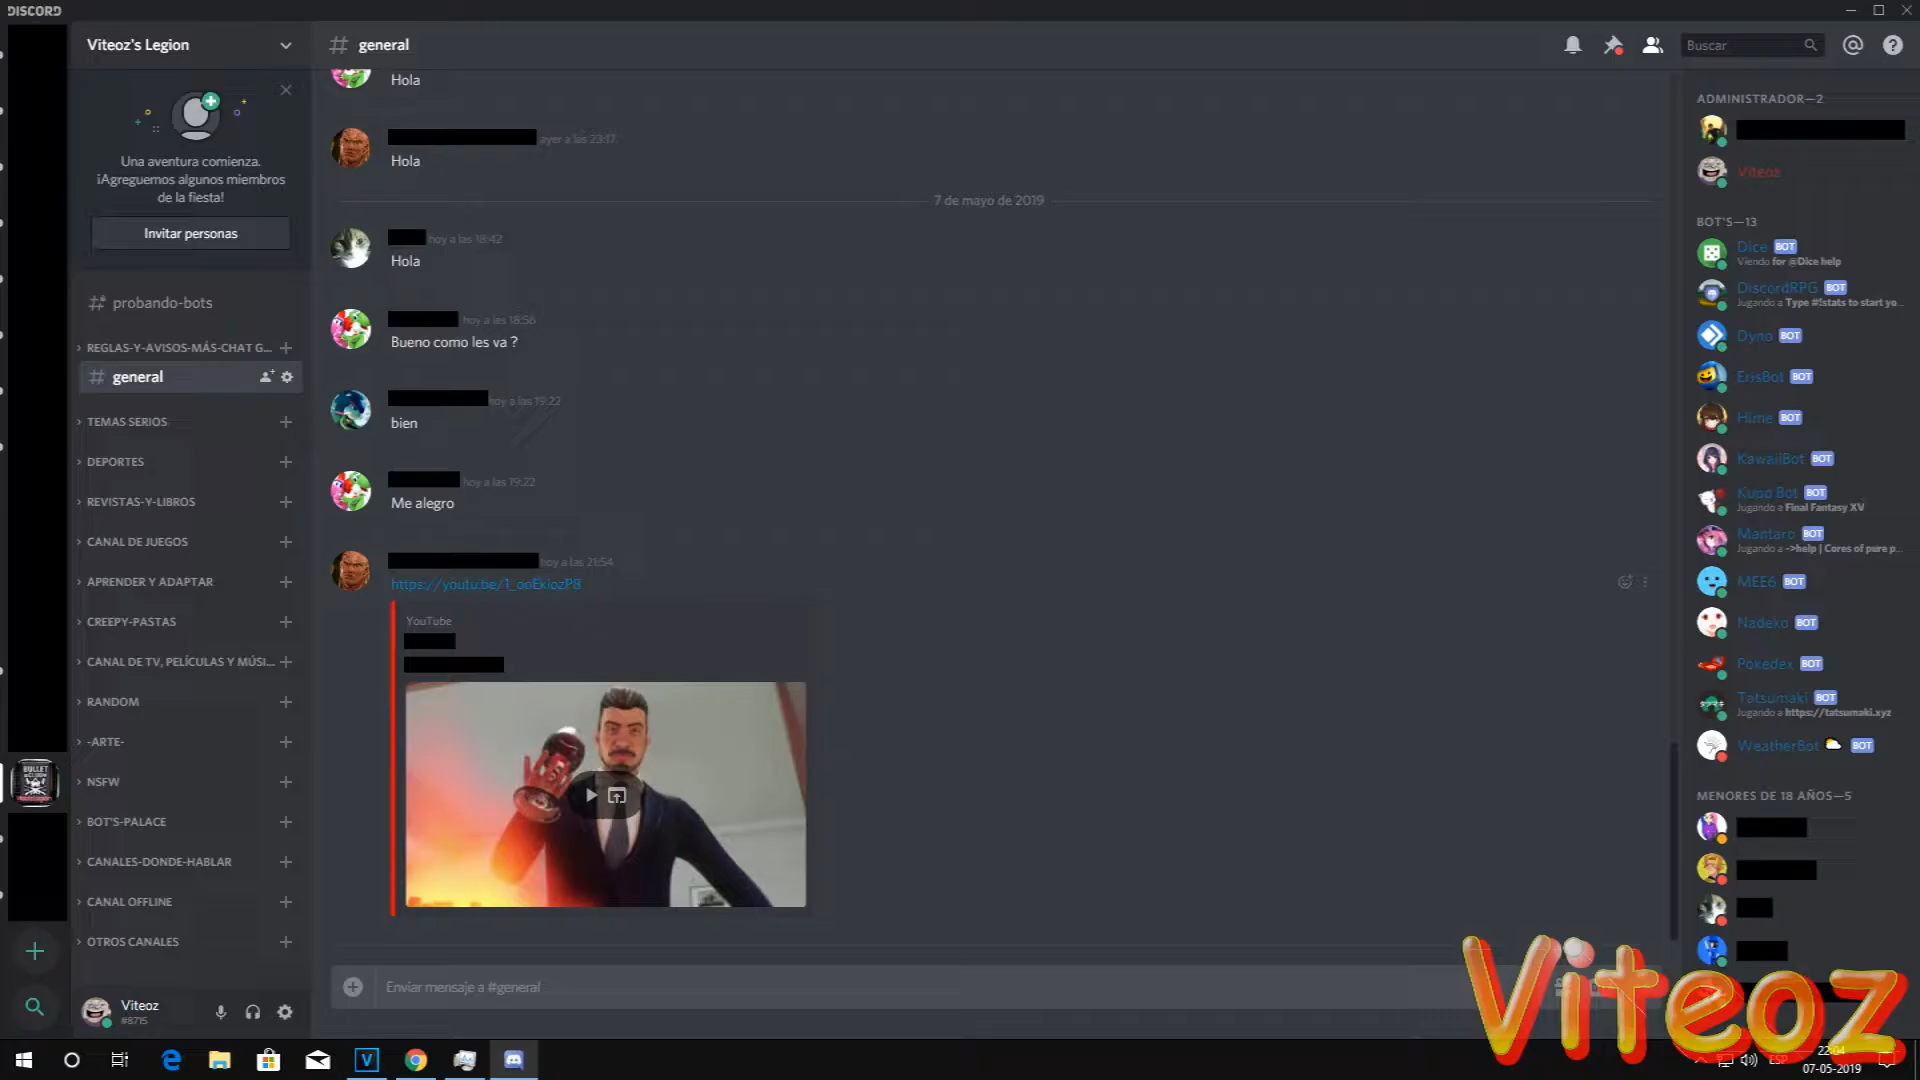 DISCORD
Viteoz's Legion
general
Buscar
Una aventura comienza.
¡Agreguemos algunos miembros
de la fiesta!
Invitar personas
probando-bots
REGLAS-Y-AVISOS-MÁS-CHAT G...
general
TEMAS SERIOS
DEPORTES
REVISTAS-Y-LIBROS
CANAL DE JUEGOS
APRENDER Y ADAPTAR
CREEPY-PASTAS
CANAL DE TV, PELÍCULAS Y MÚSI...
RANDOM
-ARTE-
NSFW
BOT'S-PALACE
CANALES-DONDE-HABLAR
CANAL OFFLINE
OTROS CANALES
Viteoz
#8715
Hola
ayer a las 23:17
Hola
7 de mayo de 2019
hoy a las 18:42
Hola
hoy a las 18:56
Bueno como les va ?
hoy a las 19:22
bien
hoy a las 19:22
Me alegro
hoy a las 21:54
https://youtu.be/1_ooEkiozP8
YouTube
Enviar mensaje a #general
ADMINISTRADOR—2
Viteoz
BOT'S—13
Dice BOT
Viendo for @Dice help
DiscordRPG BOT
Jugando a Type #!stats to start yo...
Dyno BOT
ErisBot BOT
Hime BOT
KawaiiBot BOT
Kupo Bot BOT
Jugando a Final Fantasy XV
Mantaro BOT
Jugando a ->help | Cores of pure p...
MEE6 BOT
Nadeko BOT
Pokedex BOT
Tatsumaki BOT
Jugando a https://tatsumaki.xyz
WeatherBot BOT
MENORES DE 18 AÑOS—5
Viteoz
ESP
22:04
07-05-2019